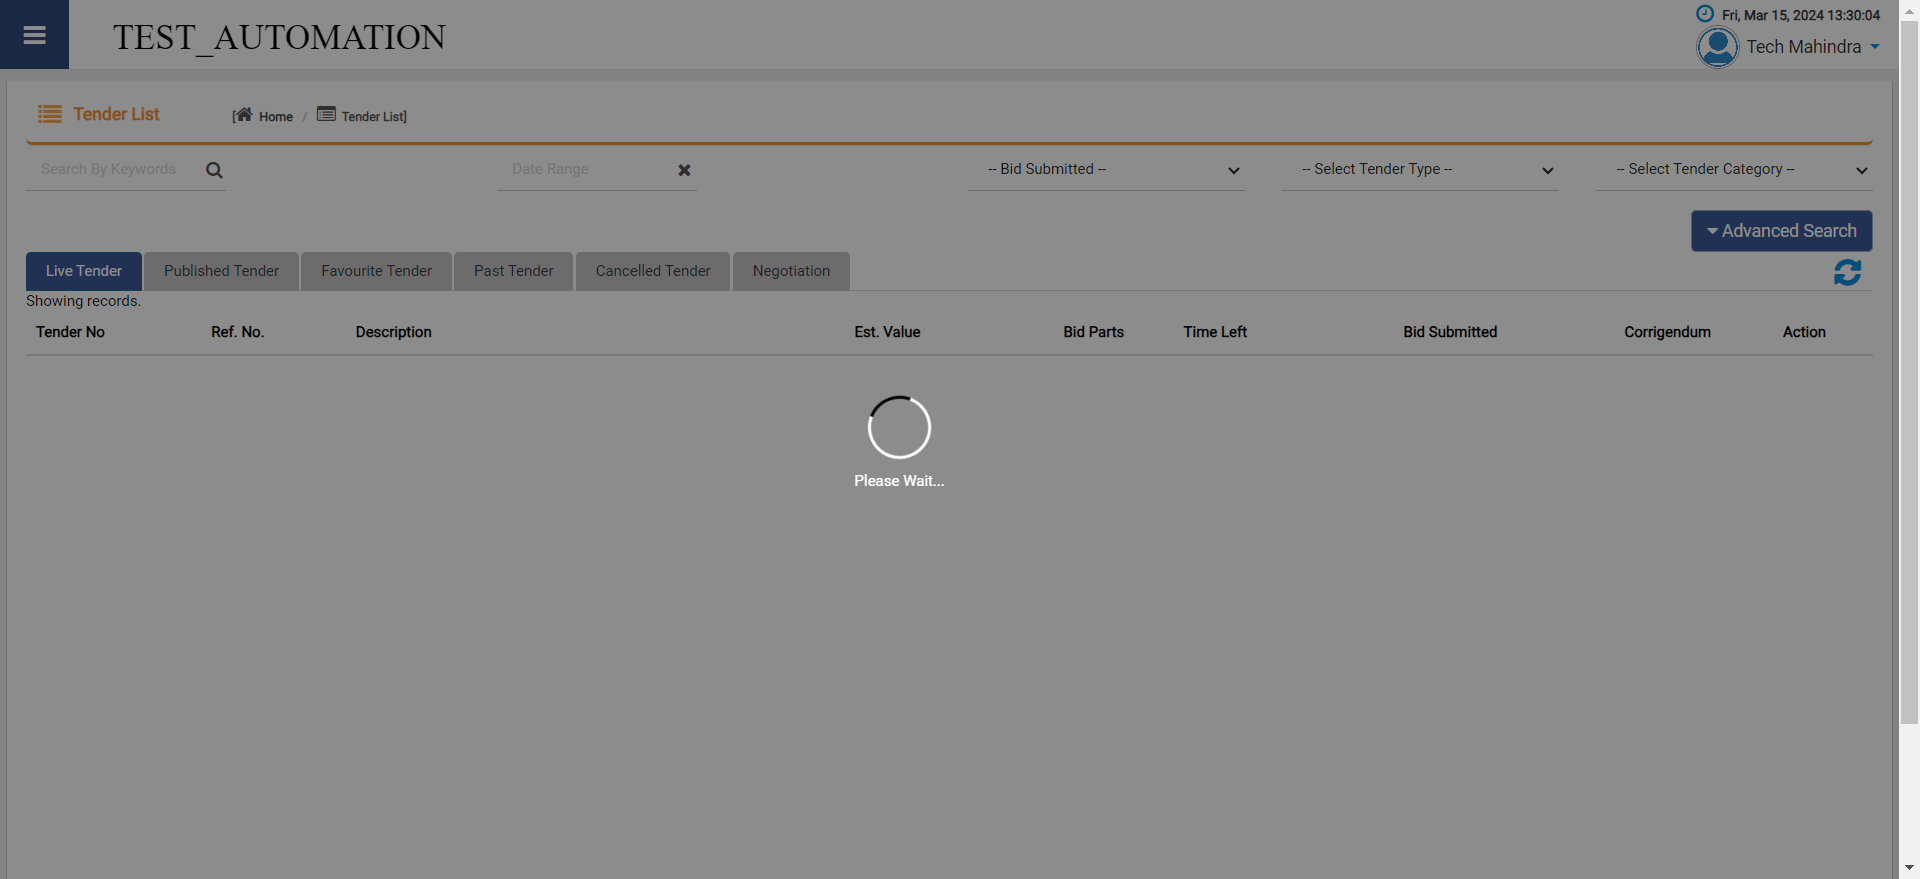 TEST_AUTOMATION
Fri, Mar 15, 2024 13:30:04
Tech Mahindra
Tender List
[Home / Tender List]
Search By Keywords
Date Range
-- Bid Submitted --
-- Select Tender Type --
-- Select Tender Category --
Advanced Search
Live Tender
Published Tender
Favourite Tender
Past Tender
Cancelled Tender
Negotiation
Showing records.
Tender No
Ref. No.
Description
Est. Value
Bid Parts
Time Left
Bid Submitted
Corrigendum
Action
Please Wait...